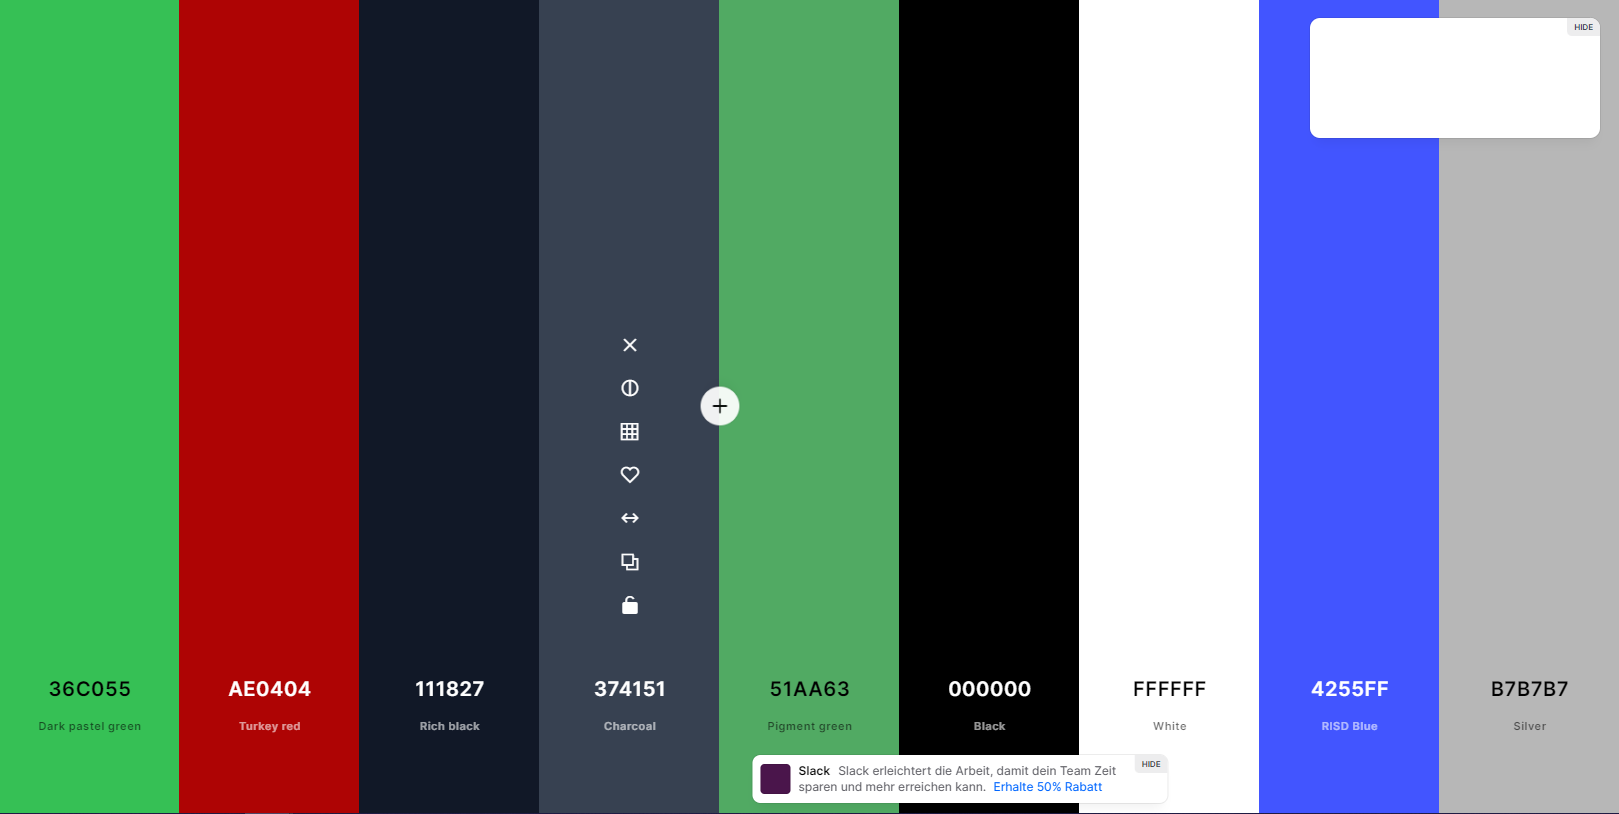 HIDE
36C055
AE0404
111827
374151
51AA63
000000
FFFFFF
4255FF
B7B7B7
Dark pastel green
Turkey red
Rich black
Charcoal
Pigment green
Black
White
RISD Blue
Silver
HIDE
Slack Slack erleichtert die Arbeit, damit dein Team Zeit
sparen und mehr erreichen kann. Erhalte 50% Rabatt